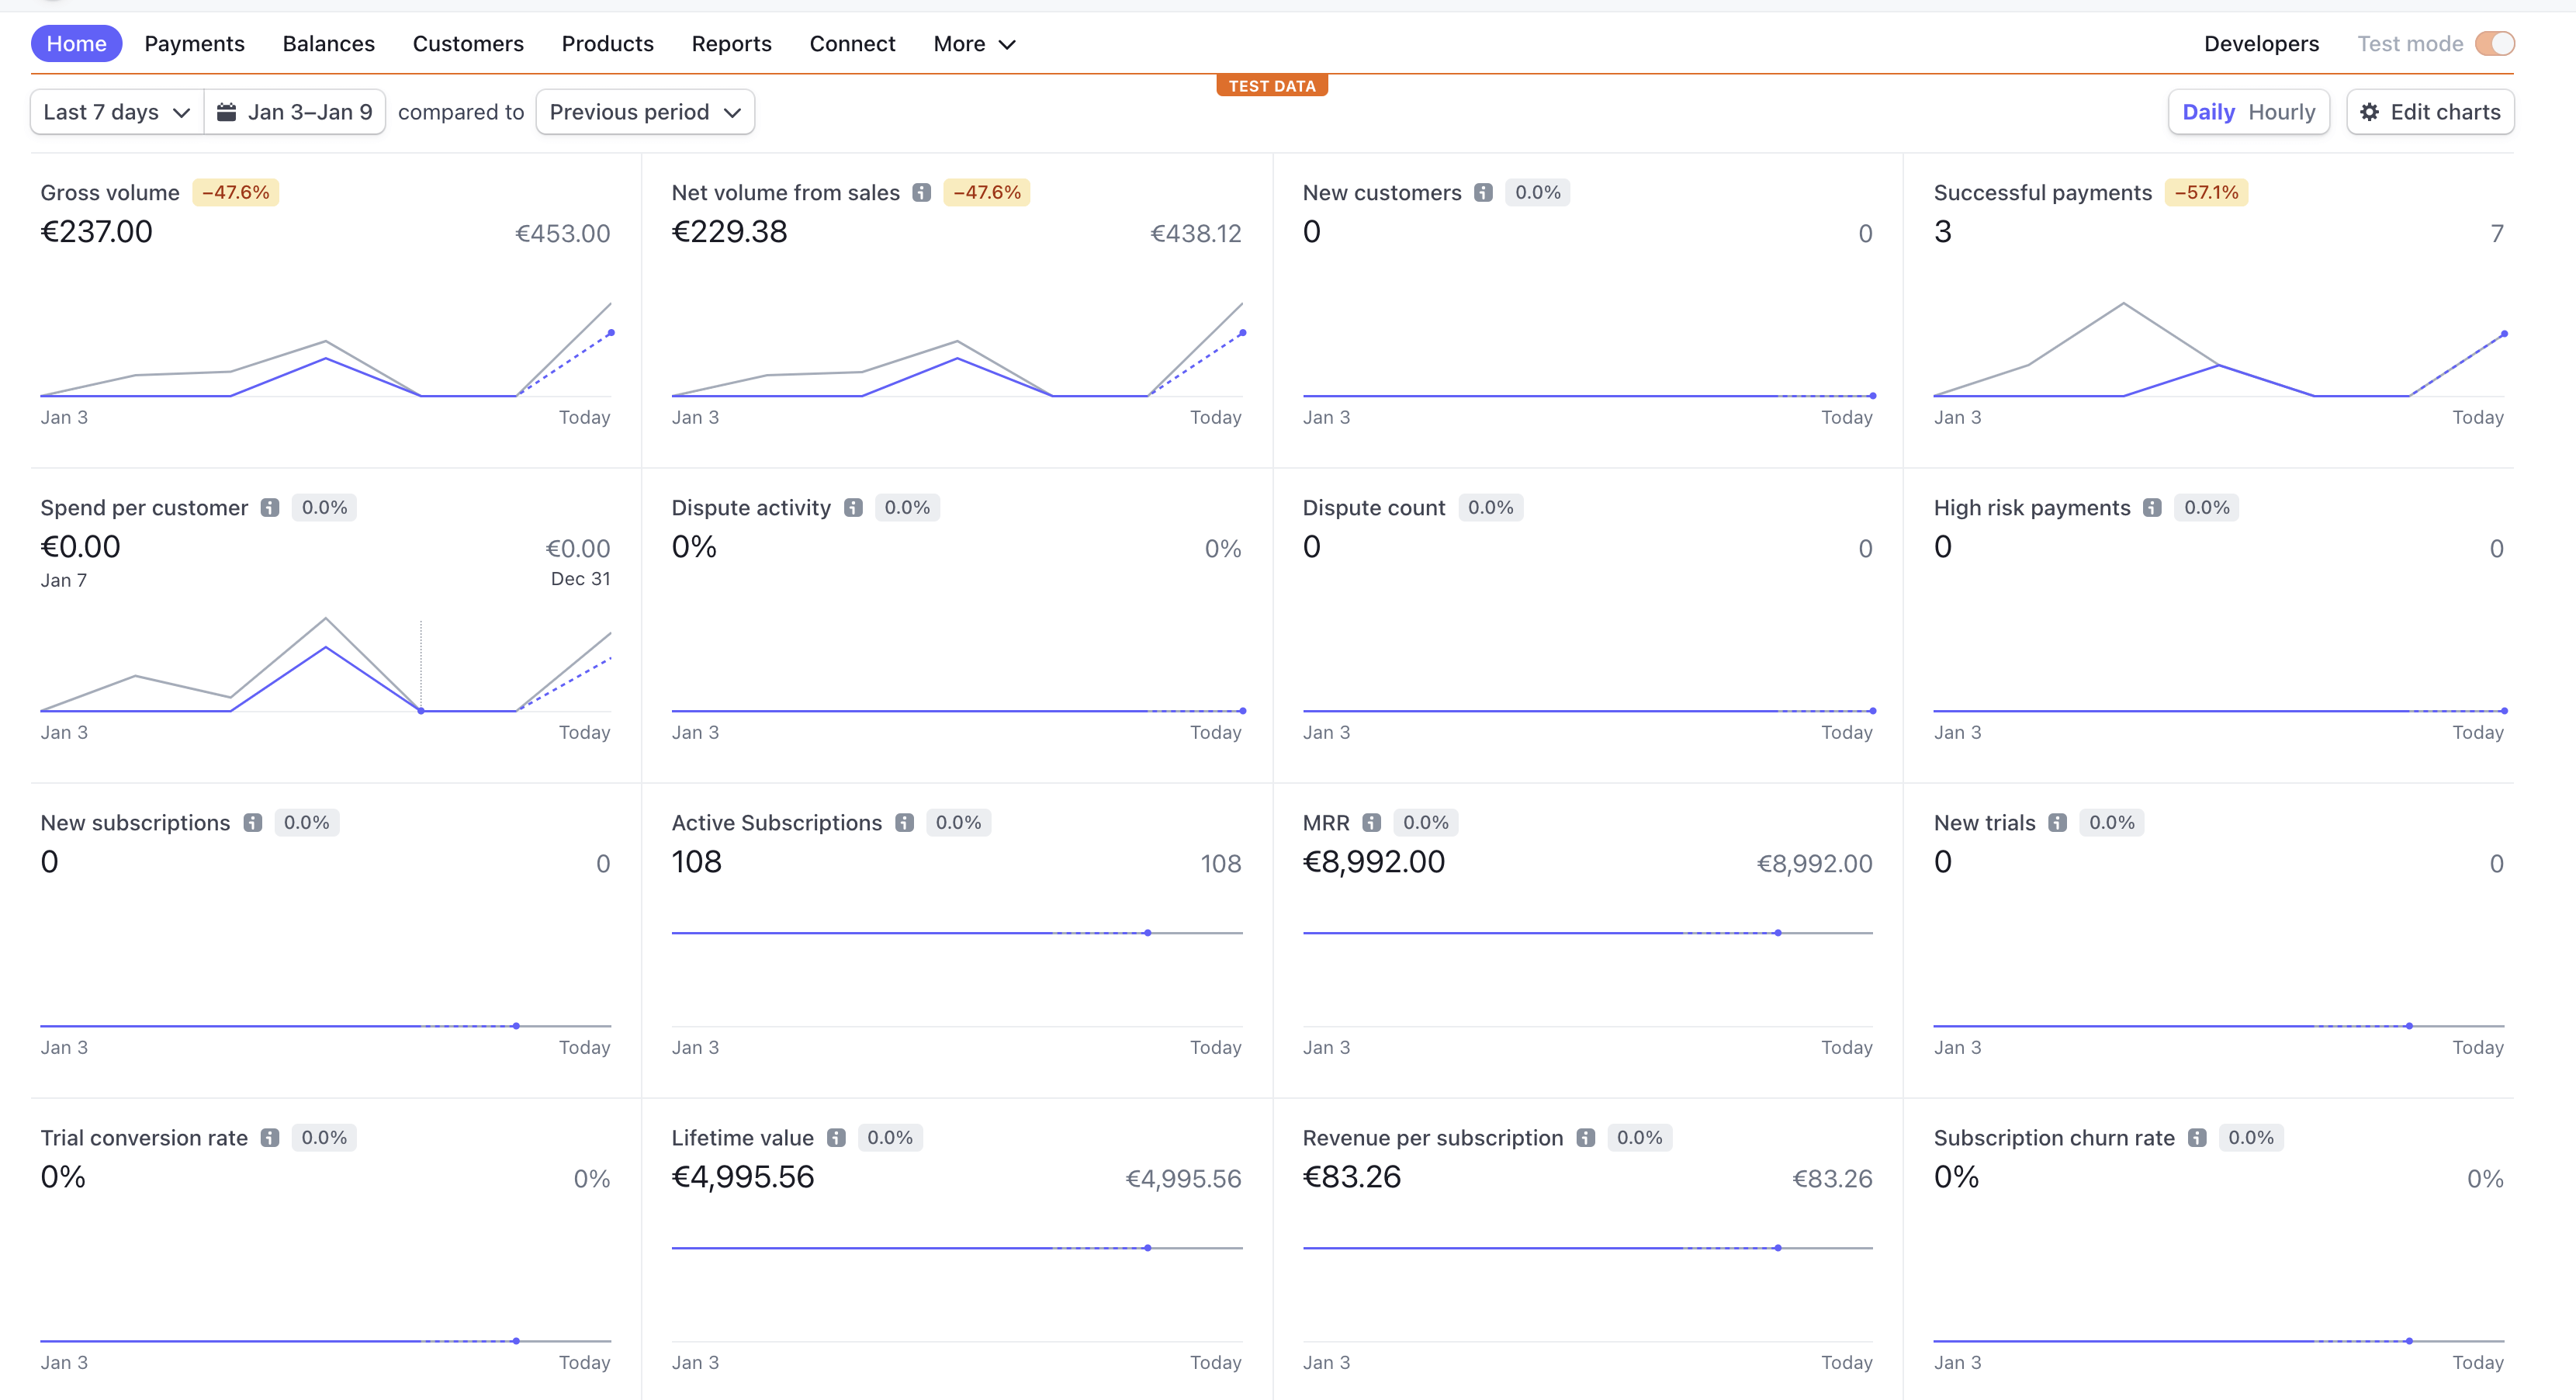 Home Payments Balances Customers Products Reports Connect More Developers Test mode
TEST DATA
Last 7 days Jan 3–Jan 9 compared to Previous period Daily Hourly Edit charts
Gross volume –47.6%
€237.00 €453.00
Jan 3 Today
Net volume from sales –47.6%
€229.38 €438.12
Jan 3 Today
New customers 0.0%
0 0
Jan 3 Today
Successful payments –57.1%
3 7
Jan 3 Today
Spend per customer 0.0%
€0.00 €0.00
Jan 7 Dec 31
Jan 3 Today
Dispute activity 0.0%
0% 0%
Jan 3 Today
Dispute count 0.0%
0 0
Jan 3 Today
High risk payments 0.0%
0 0
Jan 3 Today
New subscriptions 0.0%
0 0
Jan 3 Today
Active Subscriptions 0.0%
108 108
Jan 3 Today
MRR 0.0%
€8,992.00 €8,992.00
Jan 3 Today
New trials 0.0%
0 0
Jan 3 Today
Trial conversion rate 0.0%
0% 0%
Jan 3 Today
Lifetime value 0.0%
€4,995.56 €4,995.56
Jan 3 Today
Revenue per subscription 0.0%
€83.26 €83.26
Jan 3 Today
Subscription churn rate 0.0%
0% 0%
Jan 3 Today